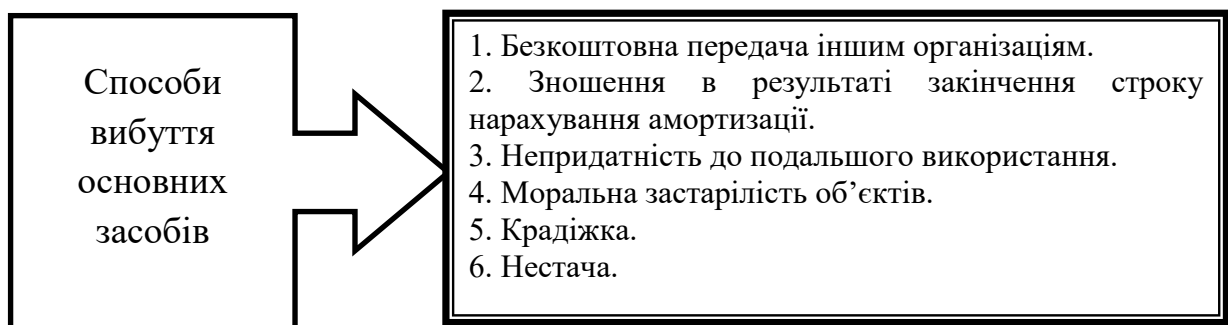 Способи
вибуття
основних
засобів
1. Безкоштовна передача іншим організаціям.
2. Зношення в результаті закінчення строку
нарахування амортизації.
3. Непридатність до подальшого використання.
4. Моральна застарілість об’єктів.
5. Крадіжка.
6. Нестача.